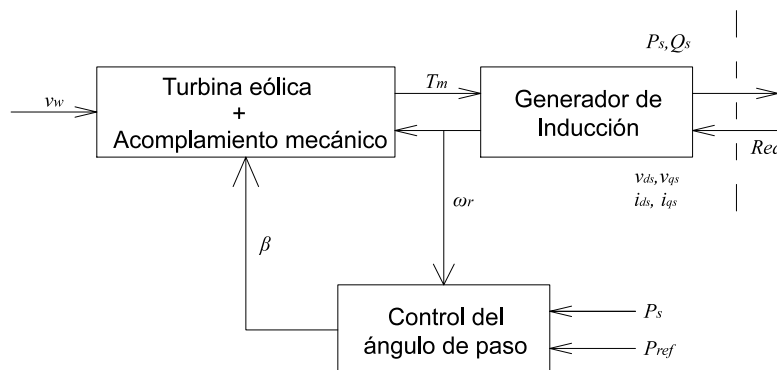 Ps,Qs
vw
Turbina eólica
+
Acomplamiento mecánico
Tm
Generador de
Inducción
Red
vds,vqs
ids, iqs
ωr
β
Control del
ángulo de paso
Ps
Pref